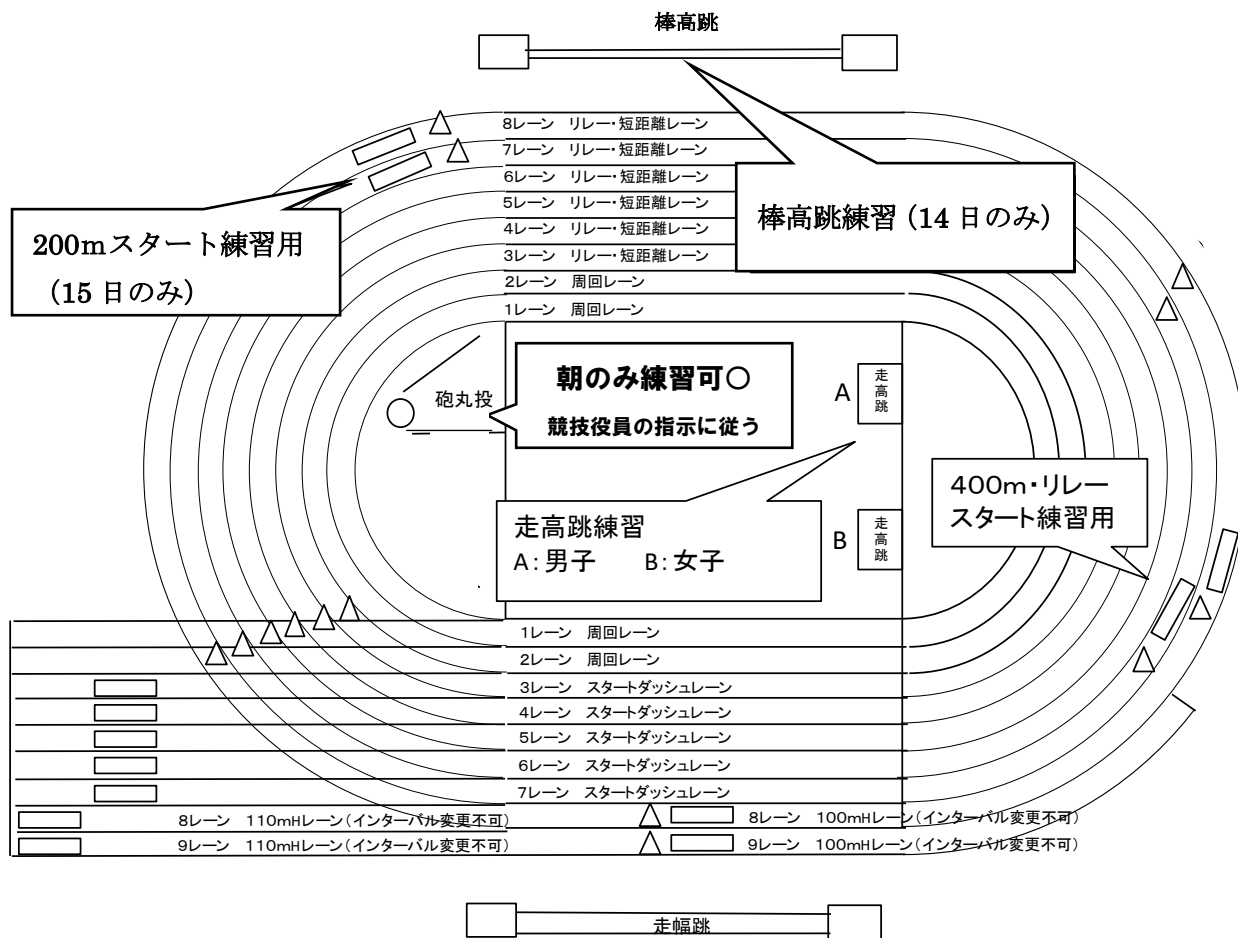 棒高跳
8レーン リレー・短距離レーン
7レーン リレー・短距離レーン
6レーン リレー・短距離レーン
5レーン リレー・短距離レーン
4レーン リレー・短距離レーン
3レーン リレー・短距離レーン
2レーン 周回レーン
1レーン 周回レーン
200mスタート練習用
(15日のみ)
棒高跳練習(14日のみ)
砲丸投
朝のみ練習可○
競技役員の指示に従う
A
走高跳
走高跳練習
A:男子 B:女子
B
走高跳
400m・リレー
スタート練習用
1レーン 周回レーン
2レーン 周回レーン
3レーン スタートダッシュレーン
4レーン スタートダッシュレーン
5レーン スタートダッシュレーン
6レーン スタートダッシュレーン
7レーン スタートダッシュレーン
8レーン 110mHレーン(インターバル変更不可)
8レーン 100mHレーン(インターバル変更不可)
9レーン 110mHレーン(インターバル変更不可)
9レーン 100mHレーン(インターバル変更不可)
走幅跳